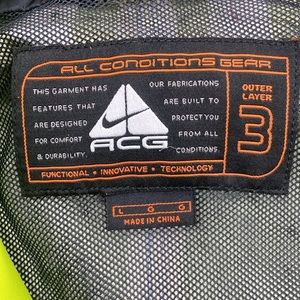 ALL CONDITIONS GEAR
THIS GARMENT HAS
FEATURES THAT
ARE DESIGNED
FOR COMFORT
& DURABILITY.
ACG
OUR FABRICATIONS
ARE BUILT TO
PROTECT YOU
FROM ALL
CONDITIONS.
OUTER
LAYER
3
FUNCTIONAL • INNOVATIVE • TECHNOLOGY
L G G
MADE IN CHINA